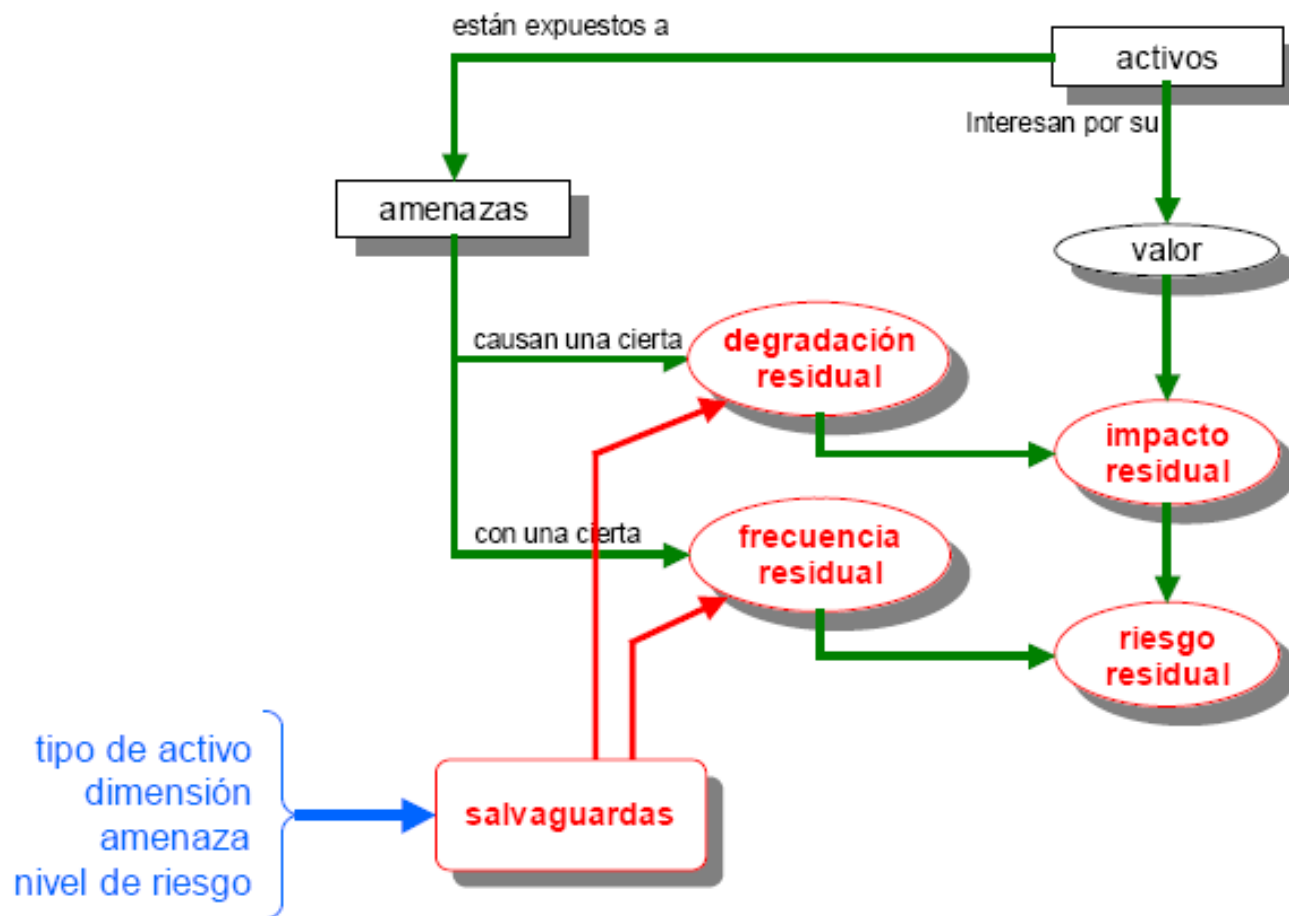 están expuestos a
activos
Interesan por su
amenazas
valor
causan una cierta
degradación
residual
impacto
residual
con una cierta
frecuencia
residual
riesgo
residual
tipo de activo
dimensión
amenaza
nivel de riesgo
salvaguardas